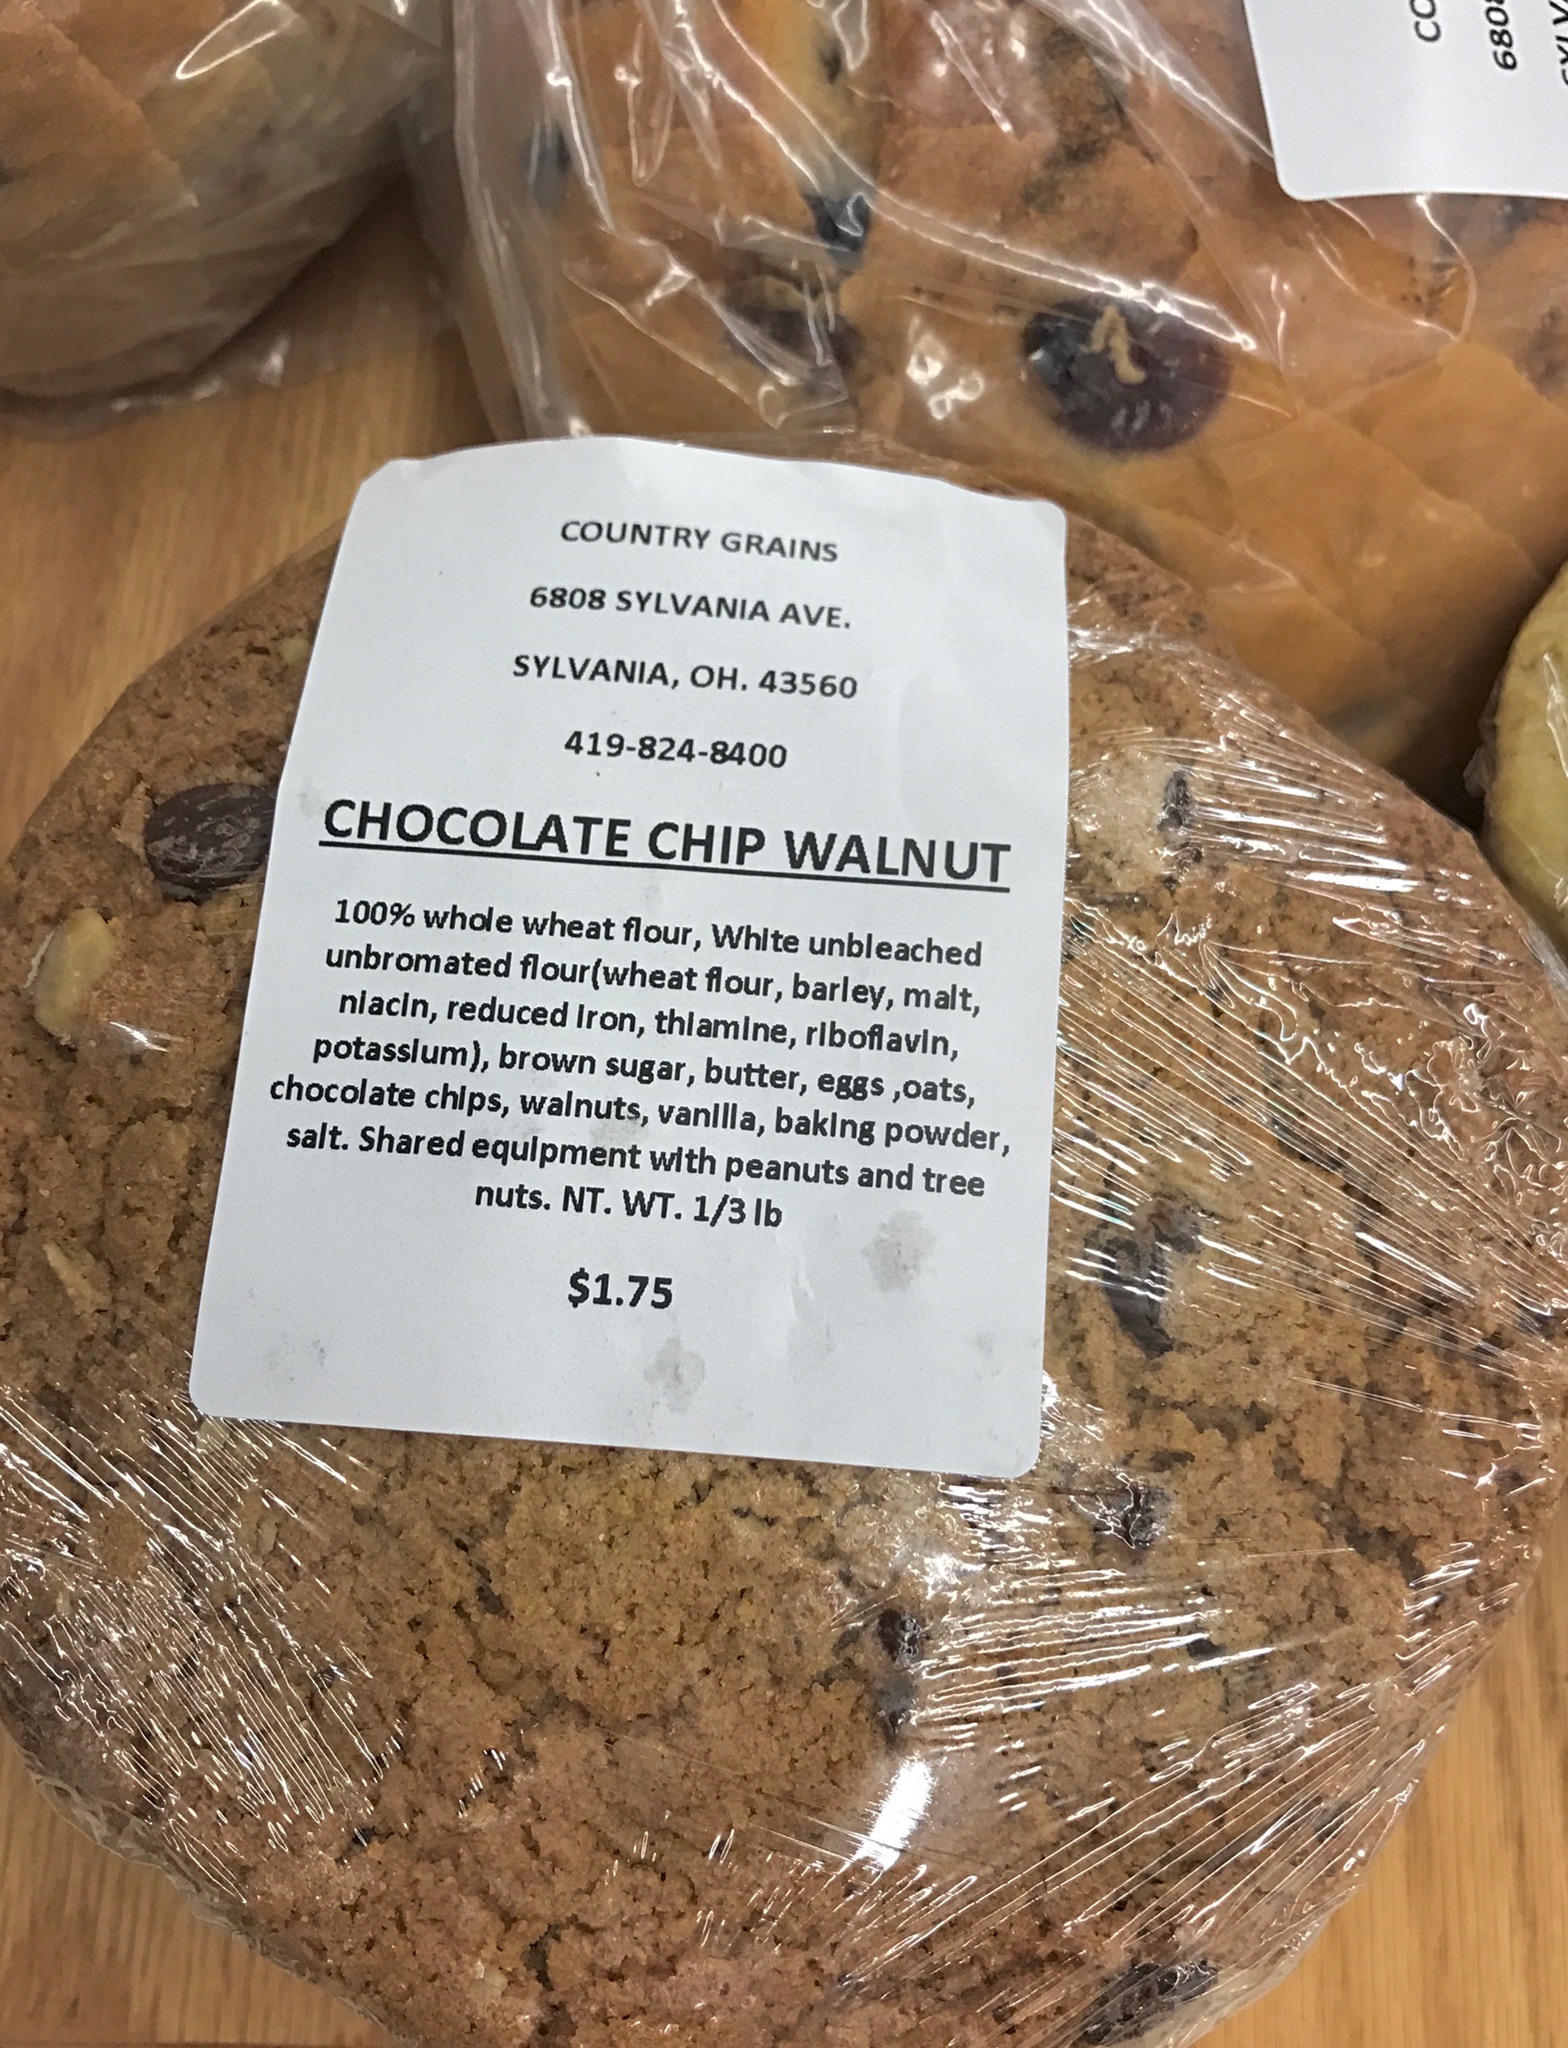 COUNTRY GRAINS
6808 SYLVANIA AVE.
SYLVANIA, OH. 43560
419-824-8400
CHOCOLATE CHIP WALNUT
100% whole wheat flour, White unbleached
unbromated flour(wheat flour, barley, malt,
niacin, reduced iron, thiamine, riboflavin,
potassium), brown sugar, butter, eggs ,oats,
chocolate chips, walnuts, vanilla, baking powder,
salt. Shared equipment with peanuts and tree
nuts. NT. WT. 1/3 lb
$1.75
CO
680